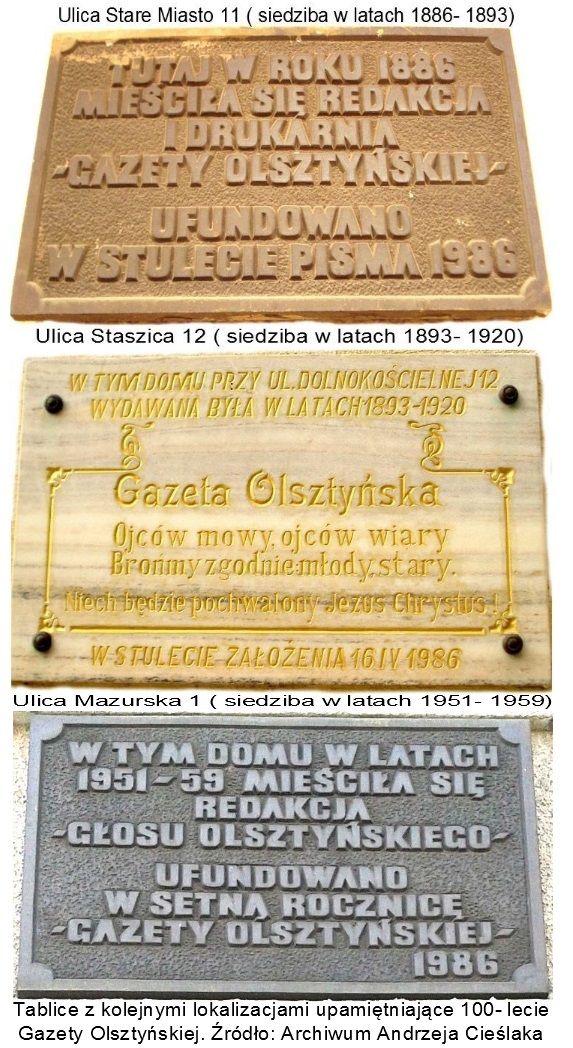 Ulica Stare Miasto 11 ( siedziba w latach 1886- 1893)
TUTAJ W ROKU 1886
MIEŚCIŁA SIĘ REDAKCJA
I DRUKARNIA
-GAZETY OLSZTYŃSKIEJ-
UFUNDOWANO
W STULECIE PISMA 1986
Ulica Staszica 12 ( siedziba w latach 1893- 1920)
W TYM DOMU PRZY UL.DOLNOKOŚCIELNEJ 12
WYDAWANA BYŁA W LATACH 1893-1920
Gazeta Olsztyńska
Ojców mowy, ojców wiary
Brońmy zgodnie: młody, stary.
Niech będzie pochwalony Jezus Chrystus!
W STULECIE ZAŁOŻENIA 16 IV 1986
Ulica Mazurska 1 ( siedziba w latach 1951- 1959)
W TYM DOMU W LATACH
1951-59 MIEŚCIŁA SIĘ
REDAKCJA
-GŁOSU OLSZTYŃSKIEGO-
UFUNDOWANO
W SETNĄ ROCZNICĘ
-GAZETY OLSZTYŃSKIEJ-
1986
Tablice z kolejnymi lokalizacjami upamiętniające 100- lecie
Gazety Olsztyńskiej. Źródło: Archiwum Andrzeja Cieślaka